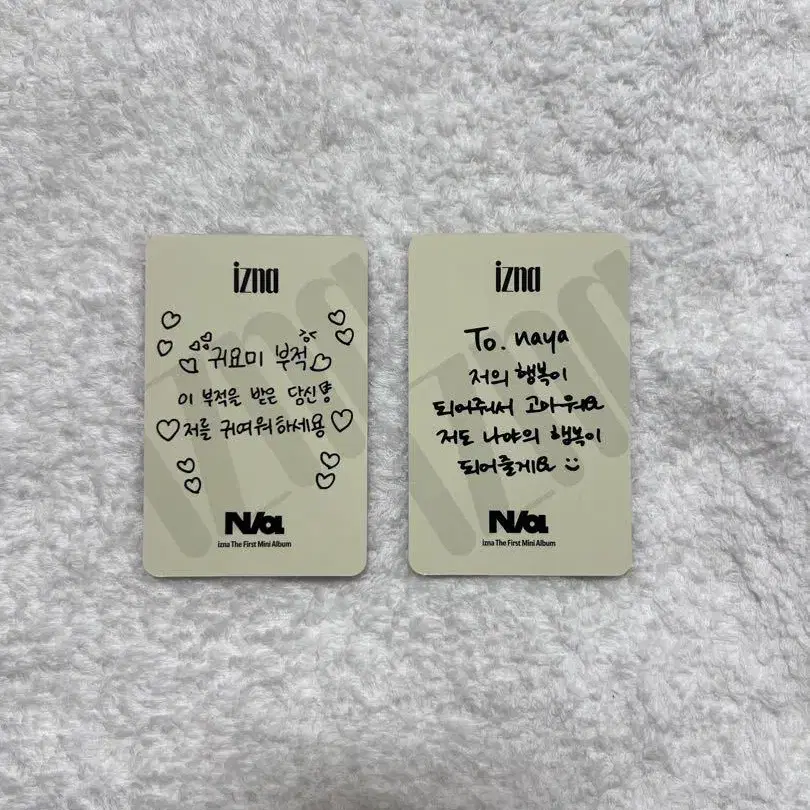 izna
귀요미 부적
이 부적을 받은 당신!
저를 귀여워하세용
N/a
izna The First Mini Album
izna
To. naya
저의 행복이
되어줘서 고마워요
저도 나야의 행복이
되어줄게요
N/a
izna The First Mini Album